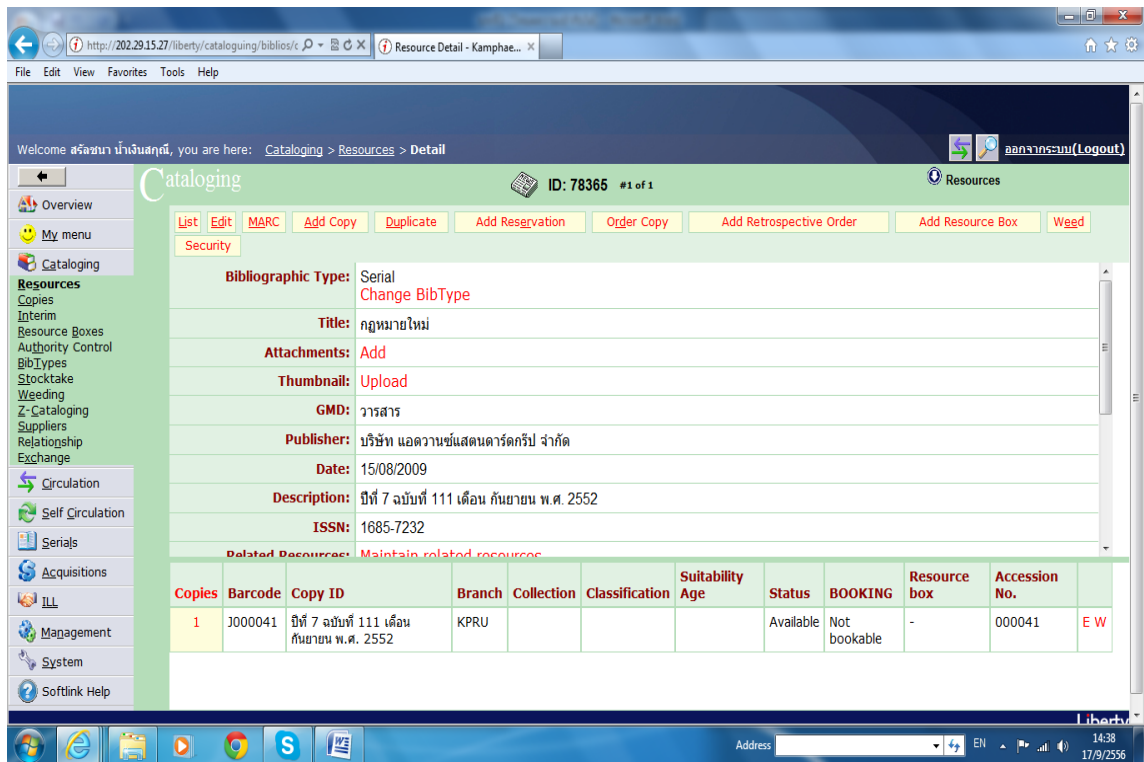 http://202.29.15.27/liberty/cataloguing/biblios/c
Resource Detail - Kamphae...
File Edit View Favorites Tools Help
Welcome สรัลชนา น้ำเงินสกุณี, you are here: Cataloging > Resources > Detail
ออกจากระบบ(Logout)
Cataloging
ID: 78365 #1 of 1
Resources
Overview
My menu
Cataloging
Resources
Copies
Interim
Resource Boxes
Authority Control
BibTypes
Stocktake
Weeding
Z-Cataloging
Suppliers
Relationship
Exchange
Circulation
Self Circulation
Serials
Acquisitions
ILL
Management
System
Softlink Help
List Edit MARC Add Copy Duplicate Add Reservation Order Copy Add Retrospective Order Add Resource Box Weed
Security
Bibliographic Type: Serial
Change BibType
Title: กฎหมายใหม่
Attachments: Add
Thumbnail: Upload
GMD: วารสาร
Publisher: บริษัท แอดวานซ์แสตนดาร์ดกรุ๊ป จำกัด
Date: 15/08/2009
Description: ปีที่ 7 ฉบับที่ 111 เดือน กันยายน พ.ศ. 2552
ISSN: 1685-7232
Related Resources: Maintain related resources
Copies Barcode Copy ID Branch Collection Classification Suitability Age Status BOOKING Resource box Accession No.
1 J000041 ปีที่ 7 ฉบับที่ 111 เดือน กันยายน พ.ศ. 2552 KPRU Available Not bookable - 000041 E W
Liberty
Address
EN
14:38
17/9/2556